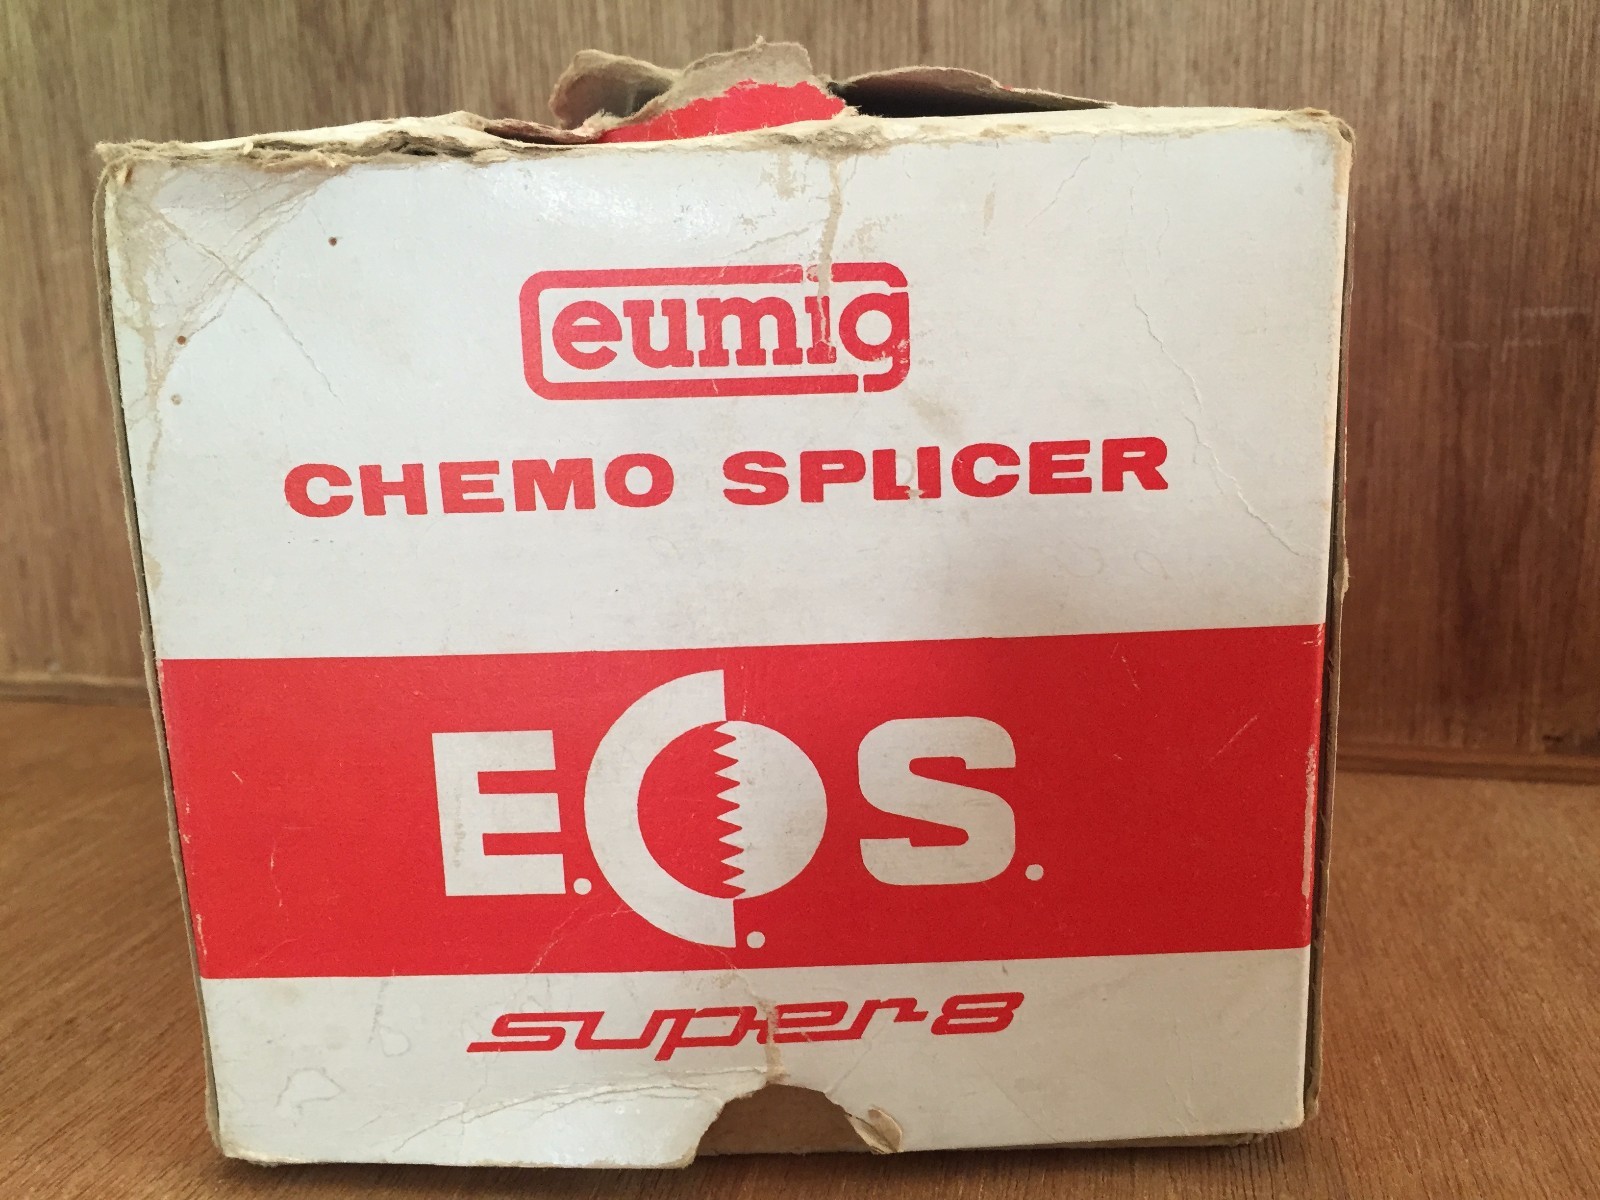 eumig
CHEMO SPLICER
E.C.O.S.
super 8